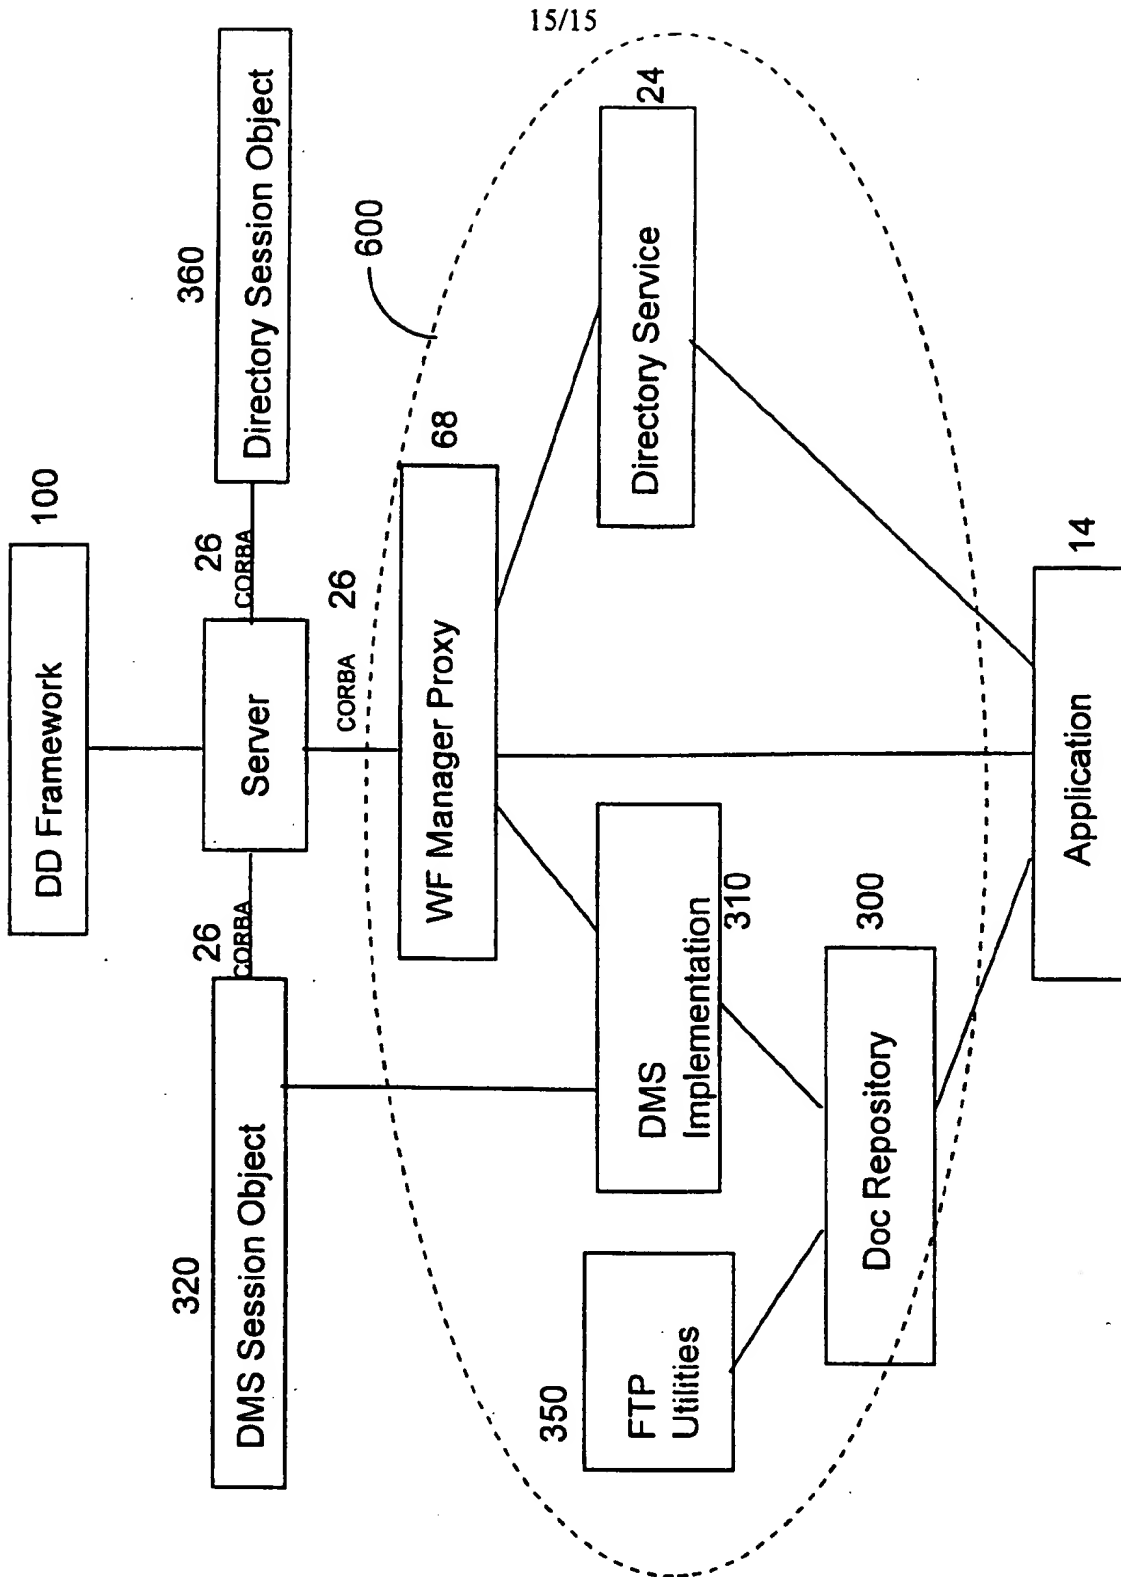 15/15
DD Framework
100
360
Directory Session Object
26
CORBA
Server
26
CORBA
320
DMS Session Object
26
CORBA
600
WF Manager Proxy
68
Directory Service
24
DMS
Implementation
310
350
FTP
Utilities
Doc Repository
300
Application
14